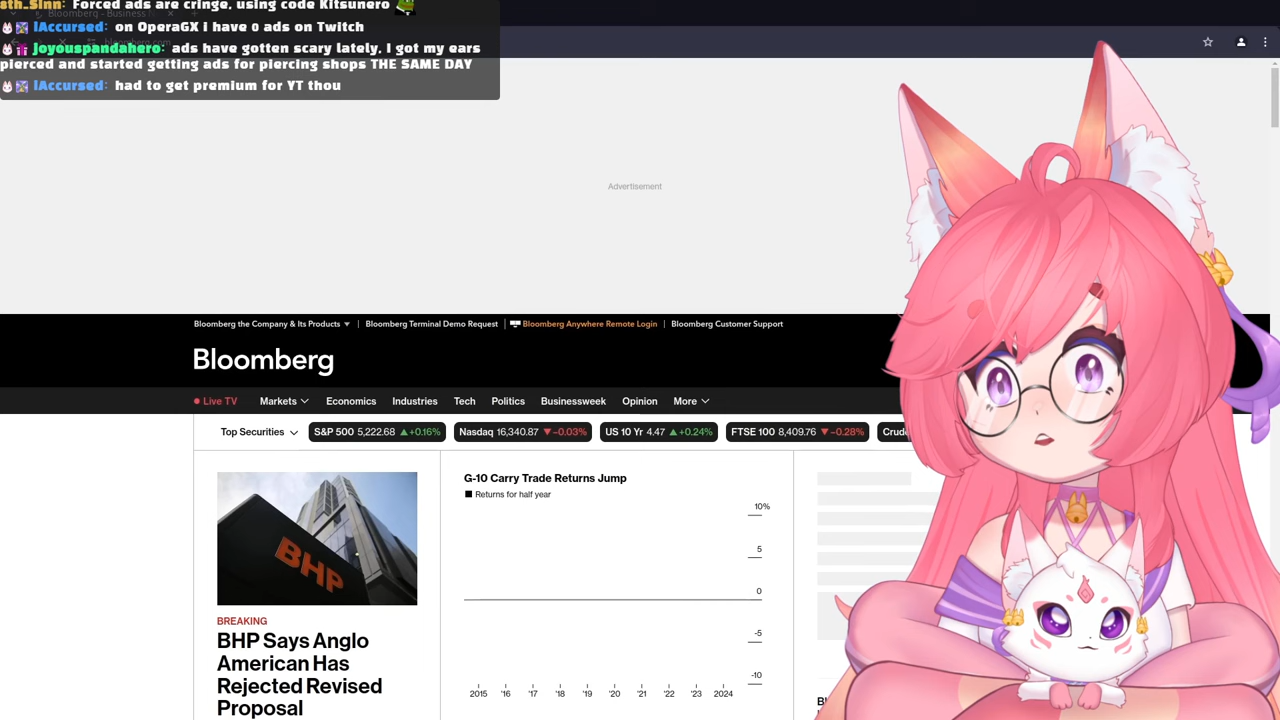 8th_Sinn: Forced ads are cringe, using code Kitsunero
lAccursed: on OperaGX i have 0 ads on Twitch
joyouspandahero: ads have gotten scary lately, I got my ears
pierced and started getting ads for piercing shops THE SAME DAY
lAccursed: had to get premium for YT thou
Advertisement
Bloomberg the Company & Its Products
Bloomberg Terminal Demo Request
Bloomberg Anywhere Remote Login
Bloomberg Customer Support
Bloomberg
Live TV
Markets
Economics
Industries
Tech
Politics
Businessweek
Opinion
More
Top Securities
S&P 500 5,222.68 ▲+0.16%
Nasdaq 16,340.87 ▼−0.03%
US 10 Yr 4.47 ▲+0.24%
FTSE 100 8,409.76 ▼−0.28%
BHP
BREAKING
BHP Says Anglo
American Has
Rejected Revised
Proposal
G-10 Carry Trade Returns Jump
Returns for half year
10%
5
0
-5
-10
2015 '16 '17 '18 '19 '20 '21 '22 '23 2024